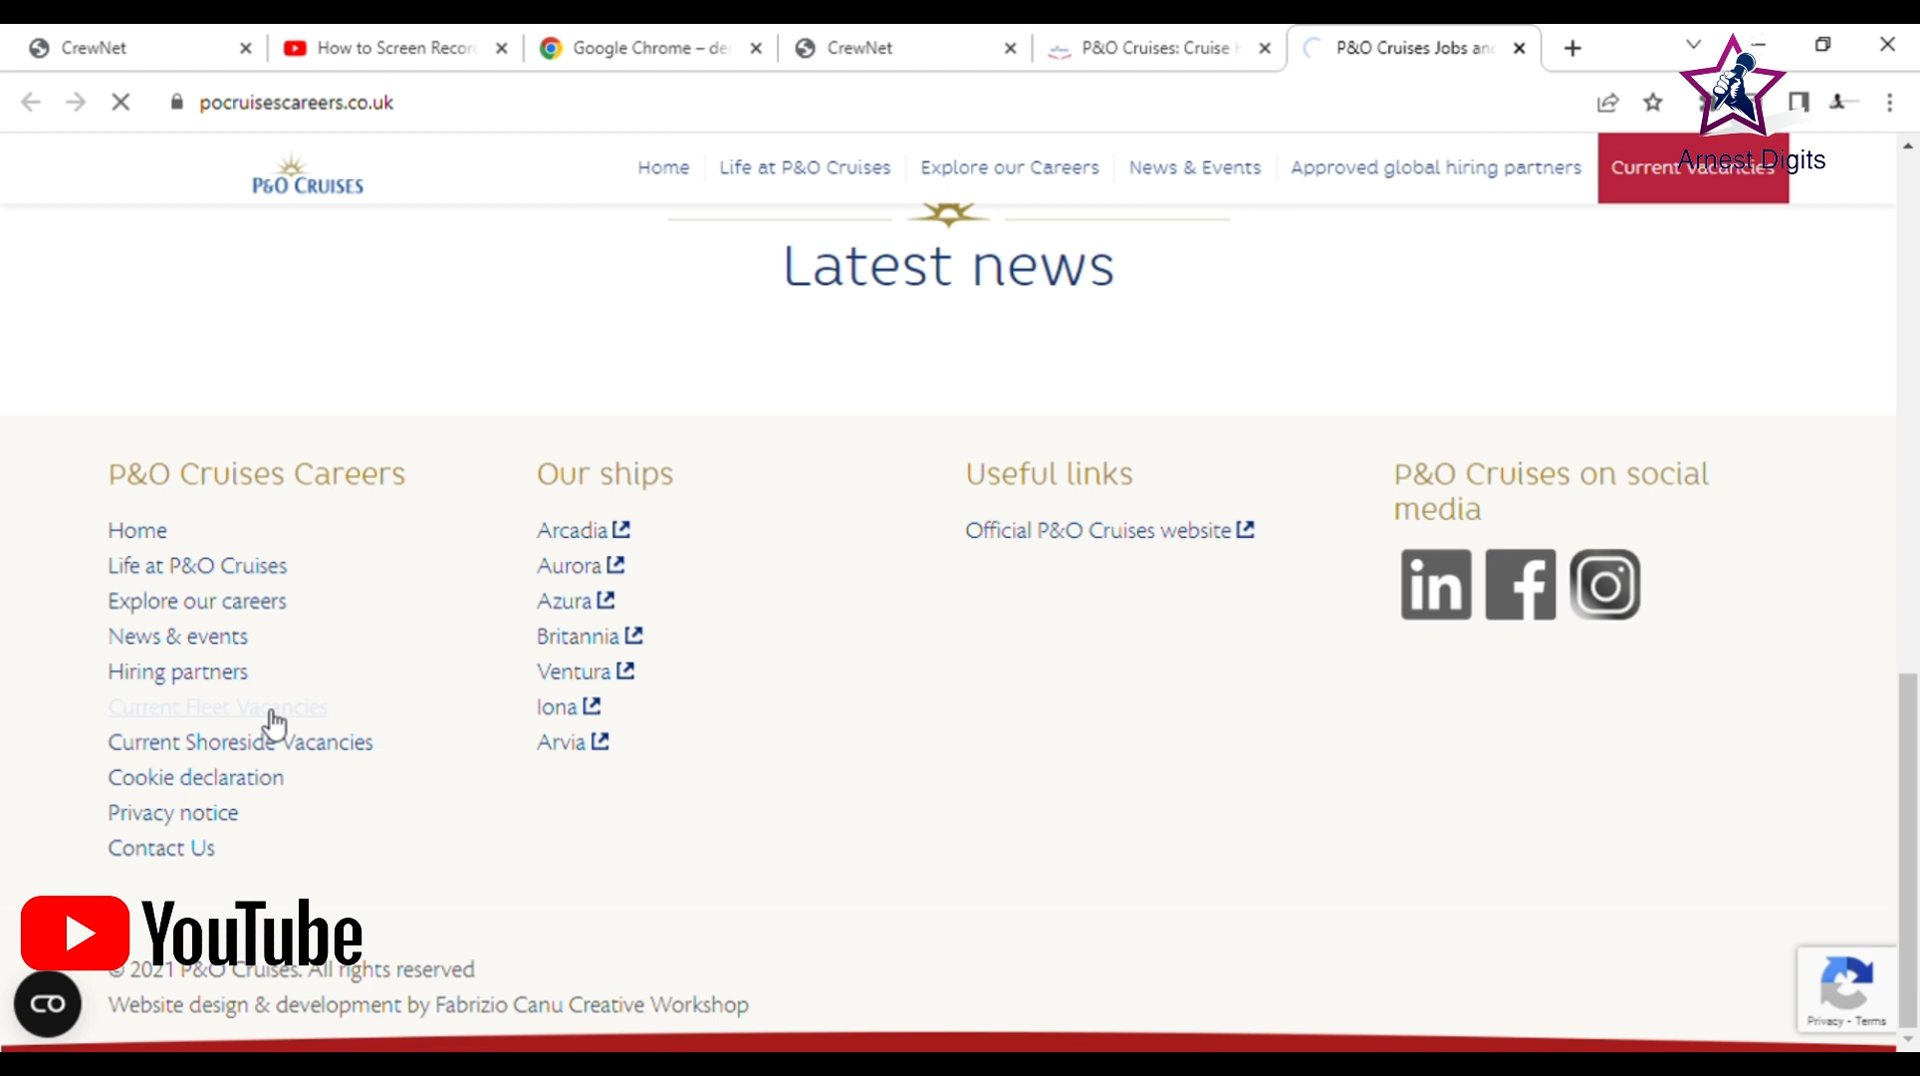 CrewNet
How to Screen Recor
Google Chrome – de
CrewNet
P&O Cruises: Cruise H
P&O Cruises Jobs an
pocruisescareers.co.uk
P&O CRUISES
Home
Life at P&O Cruises
Explore our Careers
News & Events
Approved global hiring partners
Current Vacancies
Arnest Digits
Latest news
P&O Cruises Careers
Home
Life at P&O Cruises
Explore our careers
News & events
Hiring partners
Current Fleet Vacancies
Current Shoreside Vacancies
Cookie declaration
Privacy notice
Contact Us
Our ships
Arcadia
Aurora
Azura
Britannia
Ventura
Iona
Arvia
Useful links
Official P&O Cruises website
P&O Cruises on social
media
in
f
YouTube
© 2021 P&O Cruises. All rights reserved
Website design & development by Fabrizio Canu Creative Workshop
Privacy - Terms